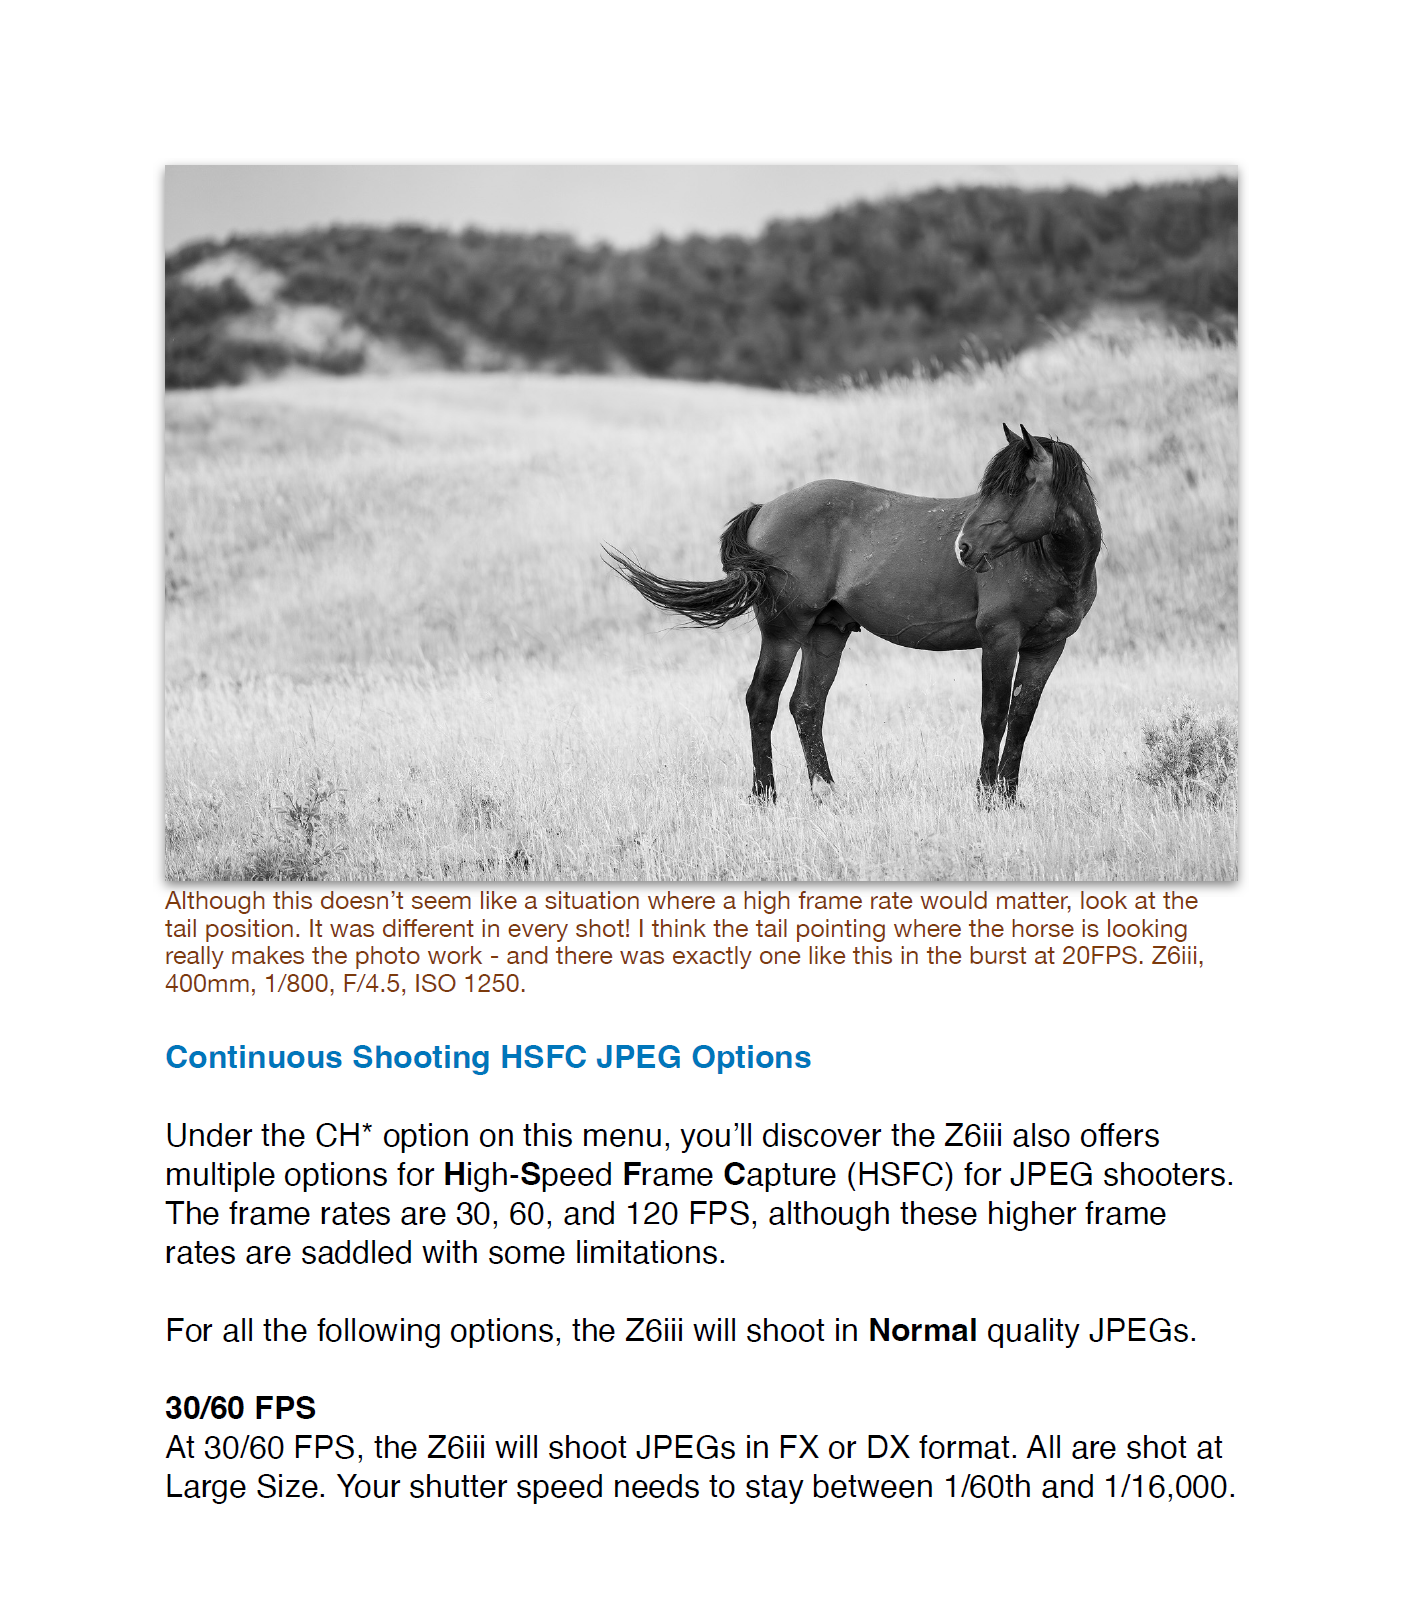 Although this doesn’t seem like a situation where a high frame rate would matter, look at the
tail position. It was different in every shot! I think the tail pointing where the horse is looking
really makes the photo work - and there was exactly one like this in the burst at 20FPS. Z6iii,
400mm, 1/800, F/4.5, ISO 1250.
Continuous Shooting HSFC JPEG Options
Under the CH* option on this menu, you’ll discover the Z6iii also offers
multiple options for High-Speed Frame Capture (HSFC) for JPEG shooters.
The frame rates are 30, 60, and 120 FPS, although these higher frame
rates are saddled with some limitations.
For all the following options, the Z6iii will shoot in Normal quality JPEGs.
30/60 FPS
At 30/60 FPS, the Z6iii will shoot JPEGs in FX or DX format. All are shot at
Large Size. Your shutter speed needs to stay between 1/60th and 1/16,000.